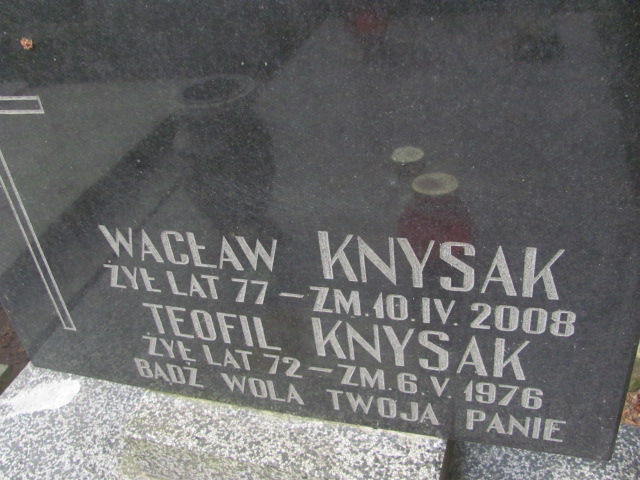 WACŁAW KNYSAK
ŻYŁ LAT 77 – ZM. 10. IV. 2008
TEOFIL KNYSAK
ŻYŁ LAT 72 – ZM. 6. V. 1976
BĄDŹ WOLA TWOJA PANIE